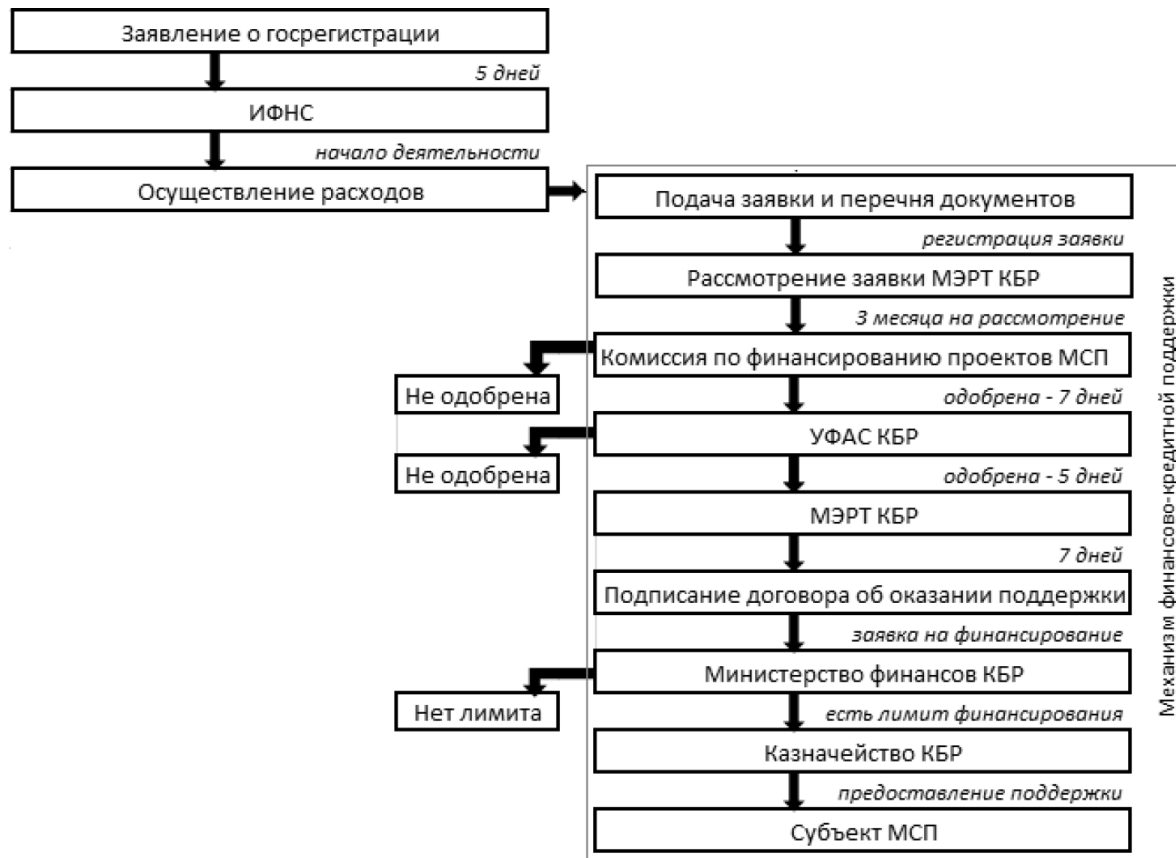 Заявление о госрегистрации
5 дней
ИФНС
начало деятельности
Осуществление расходов
Подача заявки и перечня документов
регистрация заявки
Рассмотрение заявки МЭРТ КБР
3 месяца на рассмотрение
Комиссия по финансированию проектов МСП
Не одобрена
одобрена - 7 дней
УФАС КБР
Не одобрена
одобрена - 5 дней
МЭРТ КБР
7 дней
Подписание договора об оказании поддержки
заявка на финансирование
Министерство финансов КБР
Нет лимита
есть лимит финансирования
Казначейство КБР
предоставление поддержки
Субъект МСП
Механизм финансово-кредитной поддержки